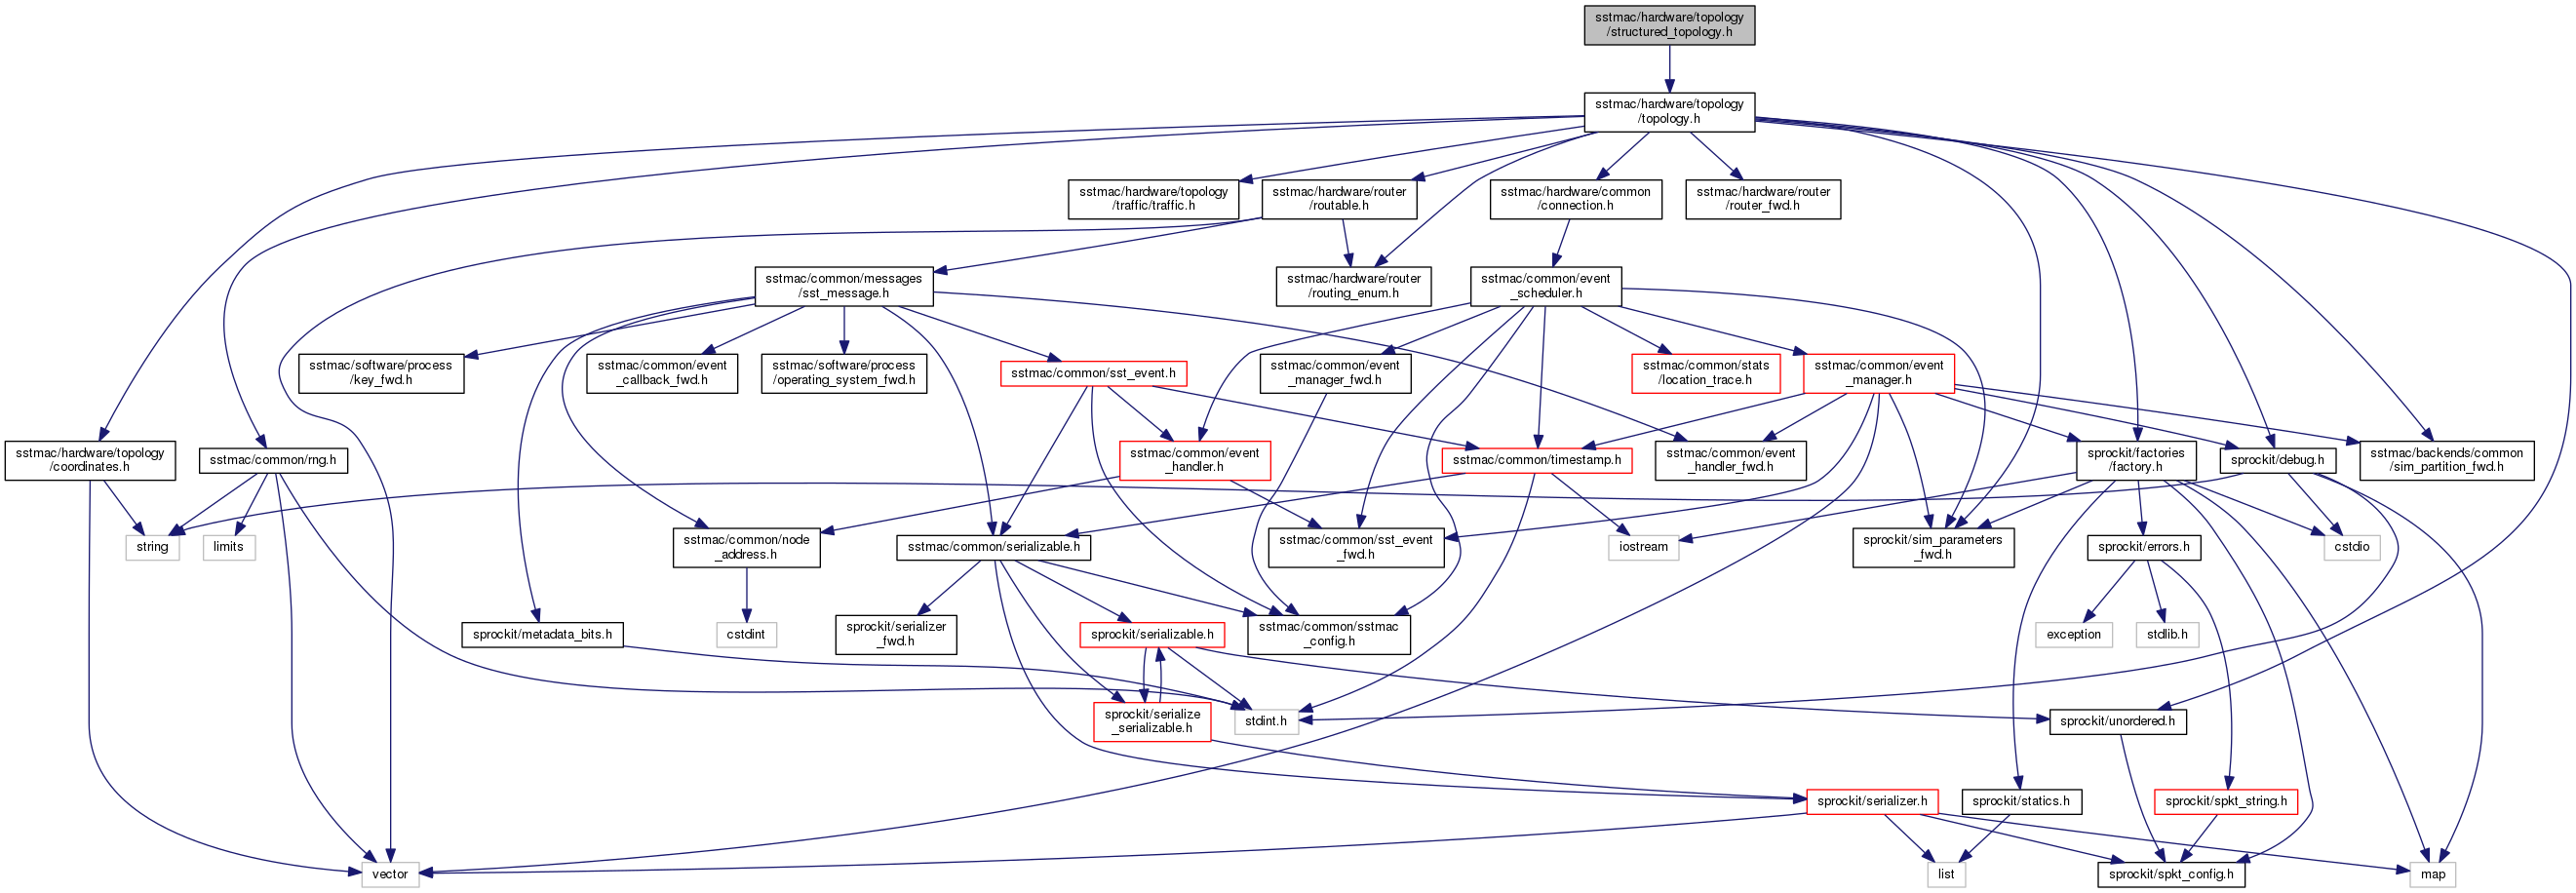 sstmac/hardware/topology
/structured_topology.h
sstmac/hardware/topology
/topology.h
sstmac/hardware/topology
/traffic/traffic.h
sstmac/hardware/router
/routable.h
sstmac/hardware/common
/connection.h
sstmac/hardware/router
/router_fwd.h
sstmac/common/messages
/sst_message.h
sstmac/hardware/router
/routing_enum.h
sstmac/common/event
_scheduler.h
sstmac/software/process
/key_fwd.h
sstmac/common/event
_callback_fwd.h
sstmac/software/process
/operating_system_fwd.h
sstmac/common/sst_event.h
sstmac/common/event
_manager_fwd.h
sstmac/common/stats
/location_trace.h
sstmac/common/event
_manager.h
sstmac/hardware/topology
/coordinates.h
sstmac/common/rng.h
sstmac/common/event
_handler.h
sstmac/common/timestamp.h
sstmac/common/event
_handler_fwd.h
sprockit/factories
/factory.h
sprockit/debug.h
sstmac/backends/common
/sim_partition_fwd.h
string
limits
sstmac/common/node
_address.h
sstmac/common/serializable.h
sstmac/common/sst_event
_fwd.h
iostream
sprockit/sim_parameters
_fwd.h
sprockit/errors.h
cstdio
sprockit/metadata_bits.h
cstdint
sprockit/serializer
_fwd.h
sprockit/serializable.h
sstmac/common/sstmac
_config.h
exception
stdlib.h
sprockit/serialize
_serializable.h
stdint.h
sprockit/unordered.h
sprockit/serializer.h
sprockit/statics.h
sprockit/spkt_string.h
vector
list
sprockit/spkt_config.h
map